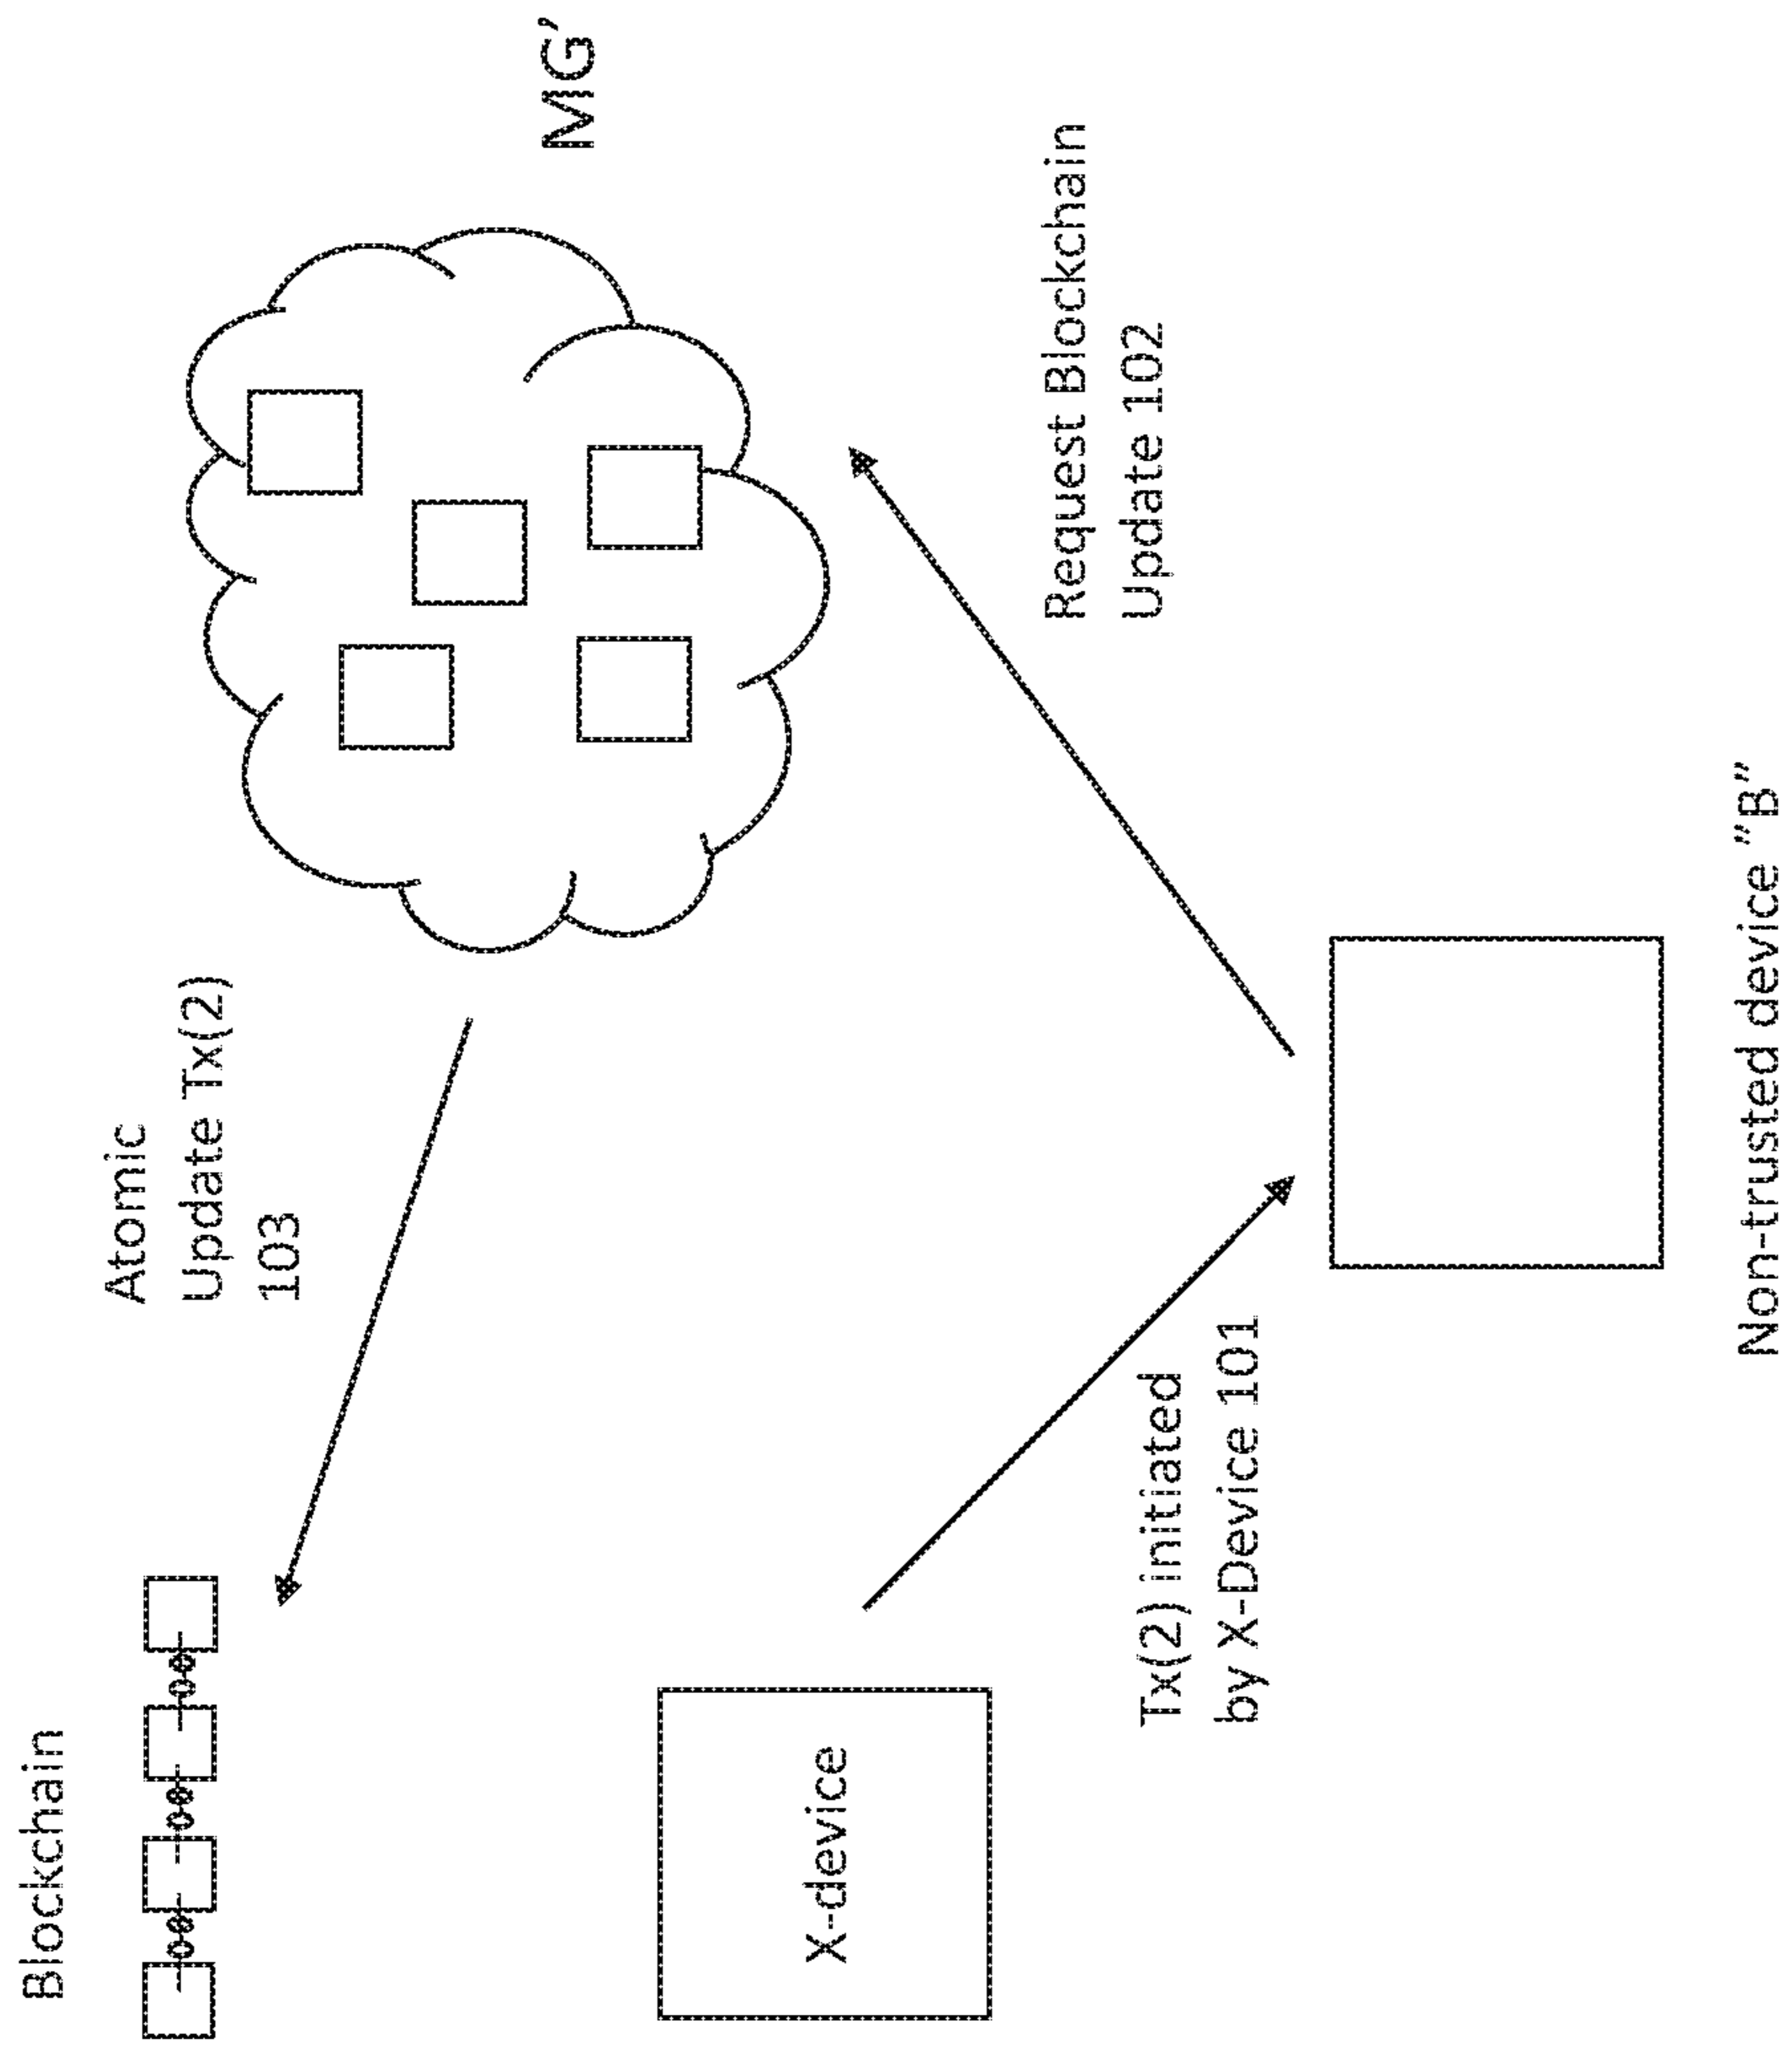 Blockchain
Atomic
Update Tx(2)
103
MG’
X-device
Tx(2) initiated
by X-Device 101
Request Blockchain
Update 102
Non-trusted device “B”